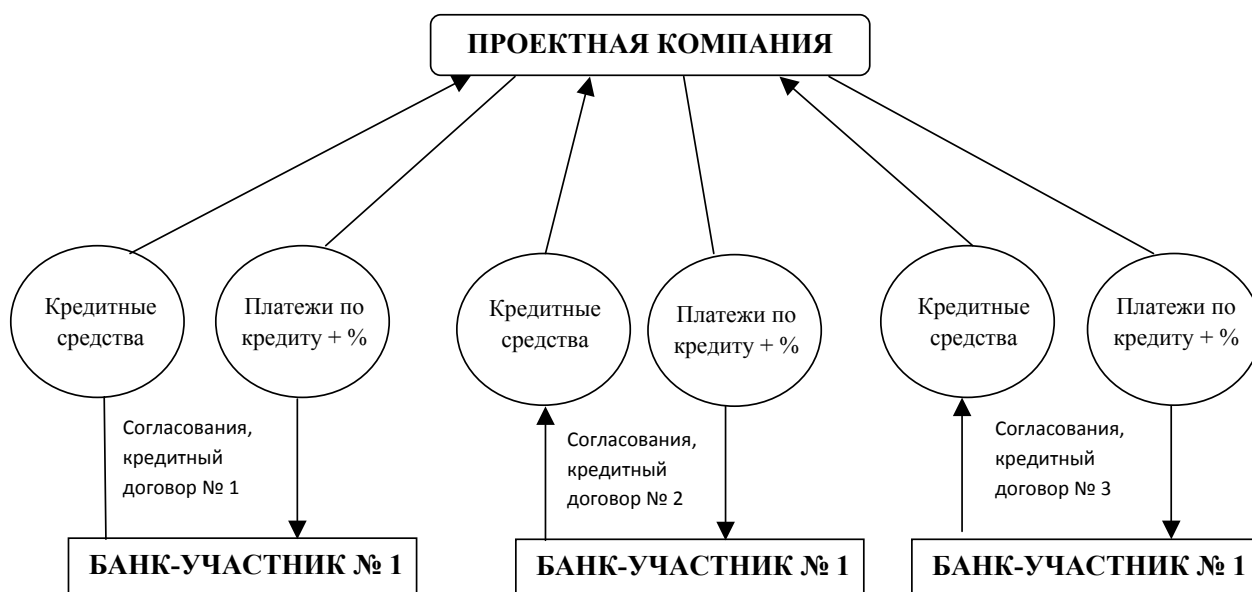 ПРОЕКТНАЯ КОМПАНИЯ
Кредитные
средства
Платежи по
кредиту + %
Кредитные
средства
Платежи по
кредиту + %
Кредитные
средства
Платежи по
кредиту + %
Согласования,
кредитный
договор № 1
Согласования,
кредитный
договор № 2
Согласования,
кредитный
договор № 3
БАНК-УЧАСТНИК № 1
БАНК-УЧАСТНИК № 1
БАНК-УЧАСТНИК № 1